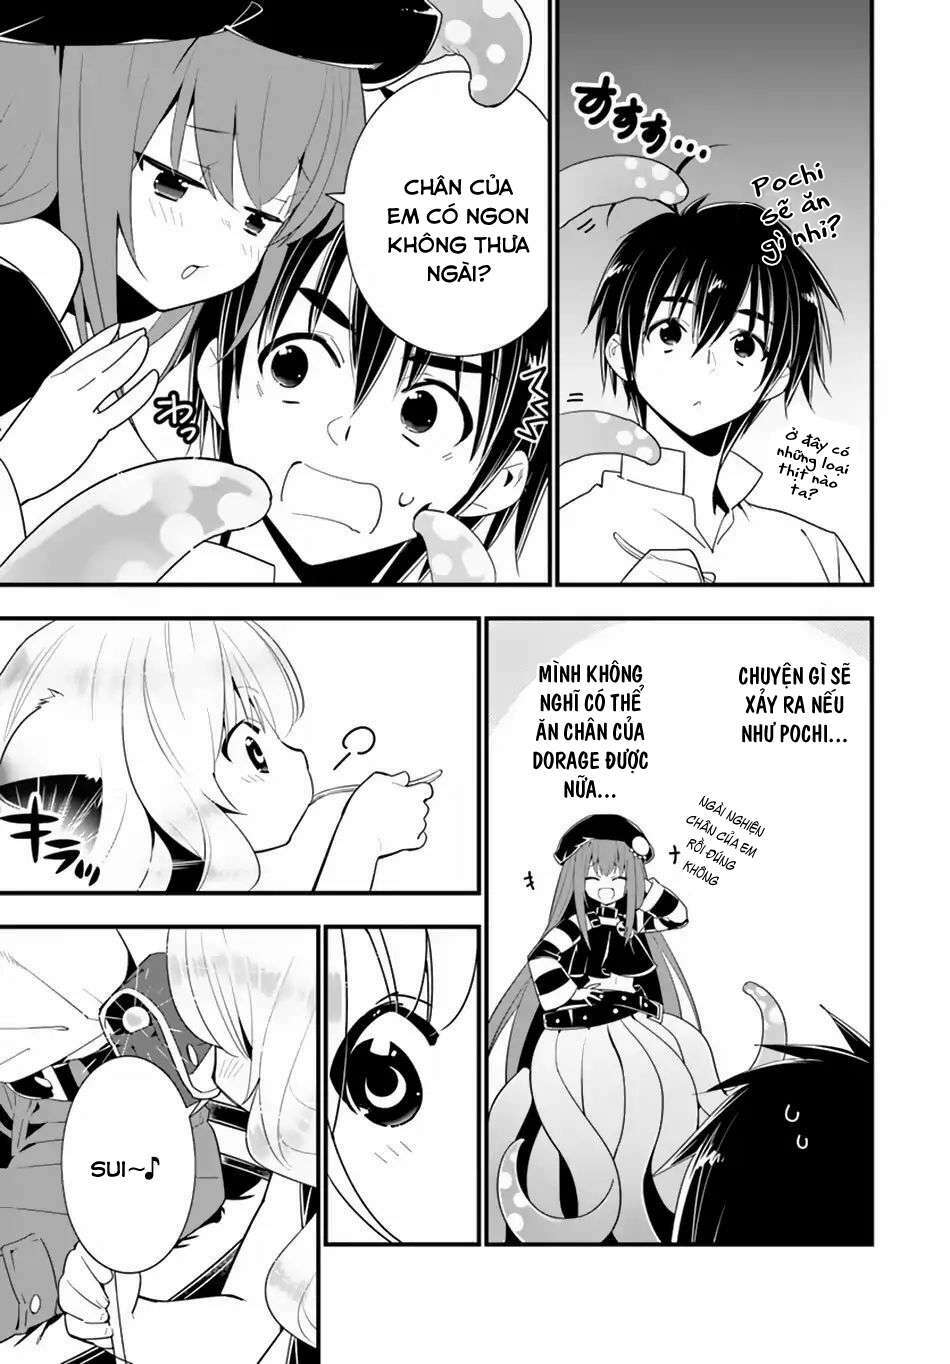 すすす…
Pochi
sẽ ăn
gì nhỉ?
ở đây có
những loại
thịt nào
ta?
CHÂN CỦA
EM CÓ NGON
KHÔNG THƯA
NGÀI?
わっ
CHUYỆN GÌ SẼ
XẢY RA NẾU
NHƯ POCHI...
MÌNH KHÔNG
NGHĨ CÓ THỂ
ĂN CHÂN CỦA
DORAGE ĐƯỢC
NỮA...
NGÀI NGHIỆN
CHÂN CỦA EM
RỒI ĐÚNG
KHÔNG
キラッ
SUI~♪